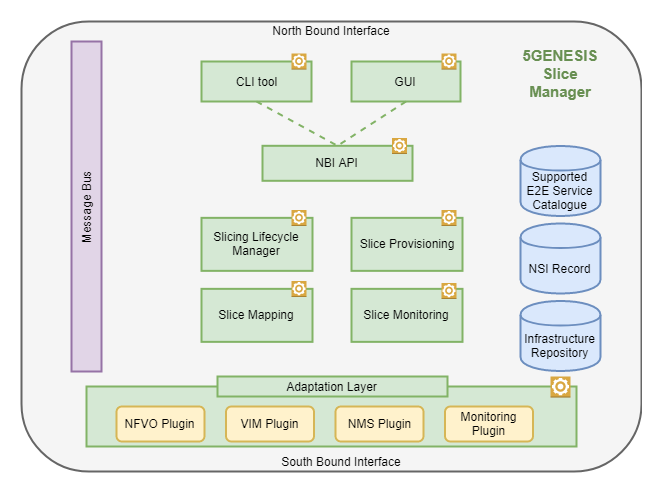 North Bound Interface
5GENESIS
Slice
Manager
CLI tool
GUI
NBI API
Message Bus
Supported
E2E Service
Catalogue
Slicing Lifecycle
Manager
Slice Provisioning
NSI Record
Slice Mapping
Slice Monitoring
Infrastructure
Repository
Adaptation Layer
NFVO Plugin
VIM Plugin
NMS Plugin
Monitoring
Plugin
South Bound Interface